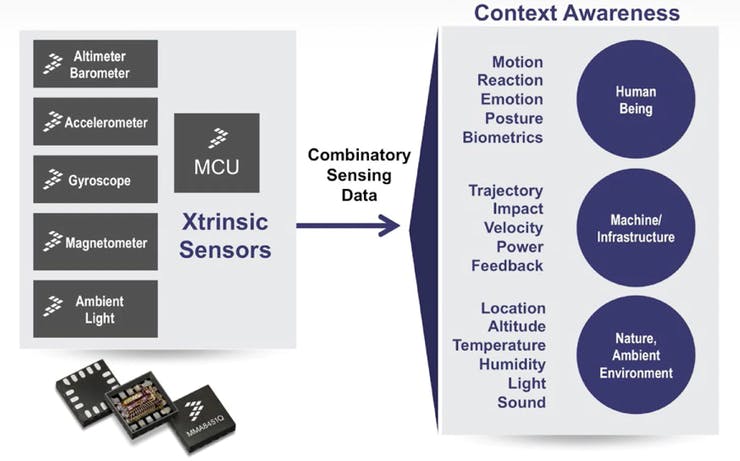 Context Awareness
Altimeter
Barometer
Accelerometer
Gyroscope
Magnetometer
Ambient
Light
MCU
Xtrinsic
Sensors
Combinatory
Sensing
Data
Motion
Reaction
Emotion
Posture
Biometrics
Human
Being
Trajectory
Impact
Velocity
Power
Feedback
Machine/
Infrastructure
Location
Altitude
Temperature
Humidity
Light
Sound
Nature,
Ambient
Environment
MMA8451Q